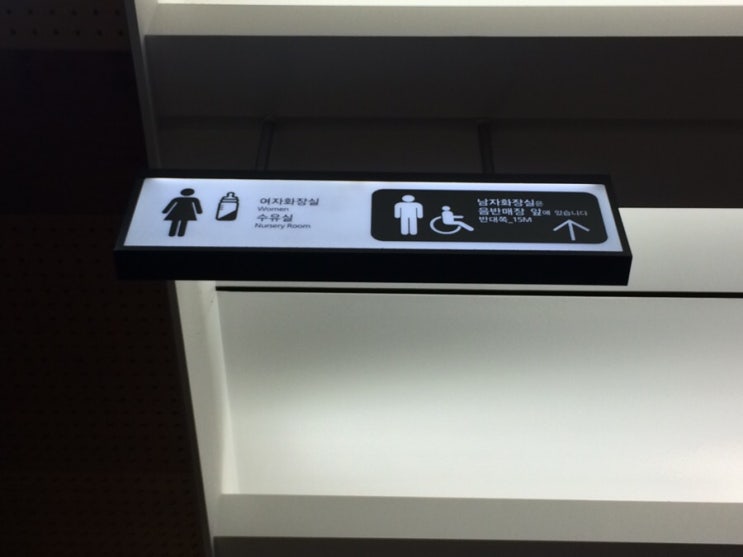 여자화장실
Women
수유실
Nursery Room
남자화장실은
음반매장 앞에 있습니다
반대쪽_15M